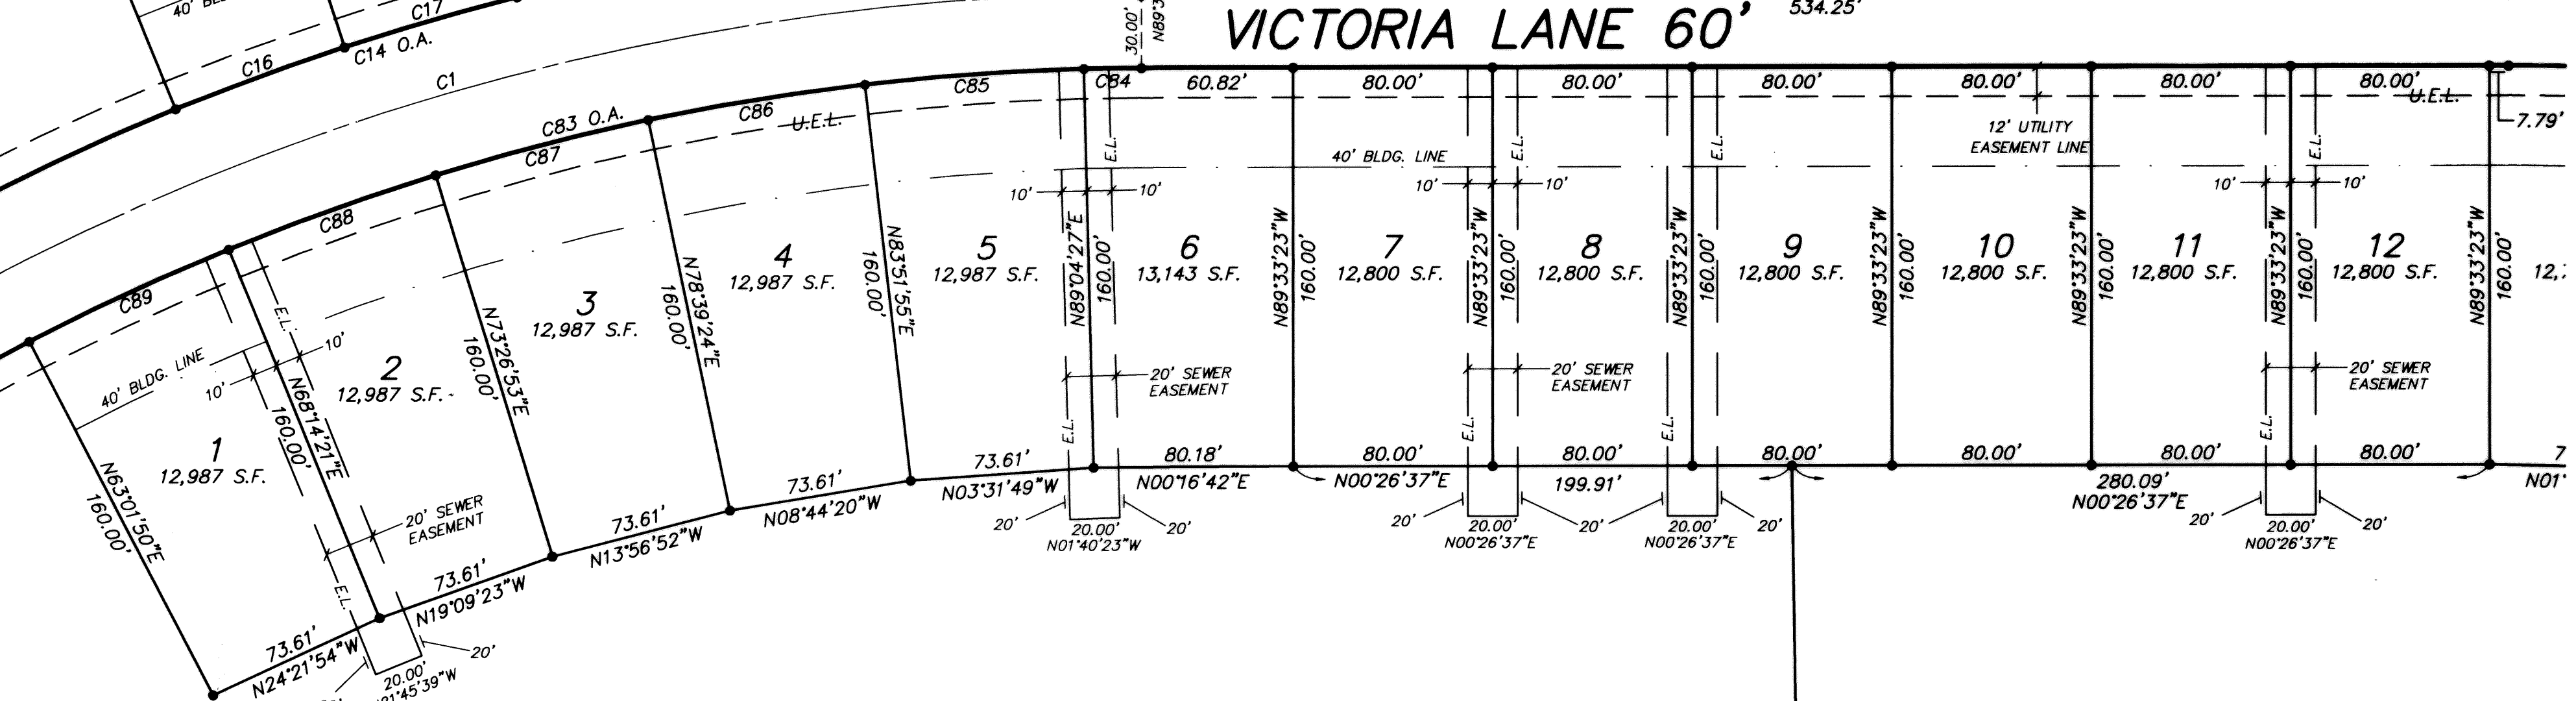 VICTORIA LANE 60'
534.25'
30.00'
C17
C14 O.A.
C16
C1
C83 O.A.
C84
C85
C86
C87
C88
C89
U.E.L.
60.82'
80.00'
80.00'
80.00'
80.00'
80.00'
80.00'
U.E.L.
7.79'
12' UTILITY
EASEMENT LINE
40' BLDG. LINE
40' BLDG. LINE
E.L.
E.L.
E.L.
E.L.
E.L.
10'
10'
10'
10'
10'
10'
10'
10'
1
12,987 S.F.
2
12,987 S.F.
3
12,987 S.F.
4
12,987 S.F.
5
12,987 S.F.
6
13,143 S.F.
7
12,800 S.F.
8
12,800 S.F.
9
12,800 S.F.
10
12,800 S.F.
11
12,800 S.F.
12
12,800 S.F.
N63°01'50"E
160.00'
N68°14'21"E
160.00'
N73°26'53"E
160.00'
N78°39'24"E
160.00'
N83°51'55"E
160.00'
N89°04'27"E
160.00'
N89°33'23"W
160.00'
N89°33'23"W
160.00'
N89°33'23"W
160.00'
N89°33'23"W
160.00'
N89°33'23"W
160.00'
N89°33'23"W
160.00'
N89°33'23"W
160.00'
20' SEWER
EASEMENT
20' SEWER
EASEMENT
20' SEWER
EASEMENT
20' SEWER
EASEMENT
E.L.
E.L.
E.L.
E.L.
E.L.
73.61'
N24°21'54"W
73.61'
N19°09'23"W
73.61'
N13°56'52"W
73.61'
N08°44'20"W
73.61'
N03°31'49"W
80.18'
N00°16'42"E
80.00'
N00°26'37"E
80.00'
199.91'
80.00'
80.00'
80.00'
280.09'
N00°26'37"E
80.00'
20'
20.00'
20'
20.00'
N01°40'23"W
20'
20'
20.00'
N00°26'37"E
20'
20.00'
N00°26'37"E
20'
20'
20.00'
N00°26'37"E
20'